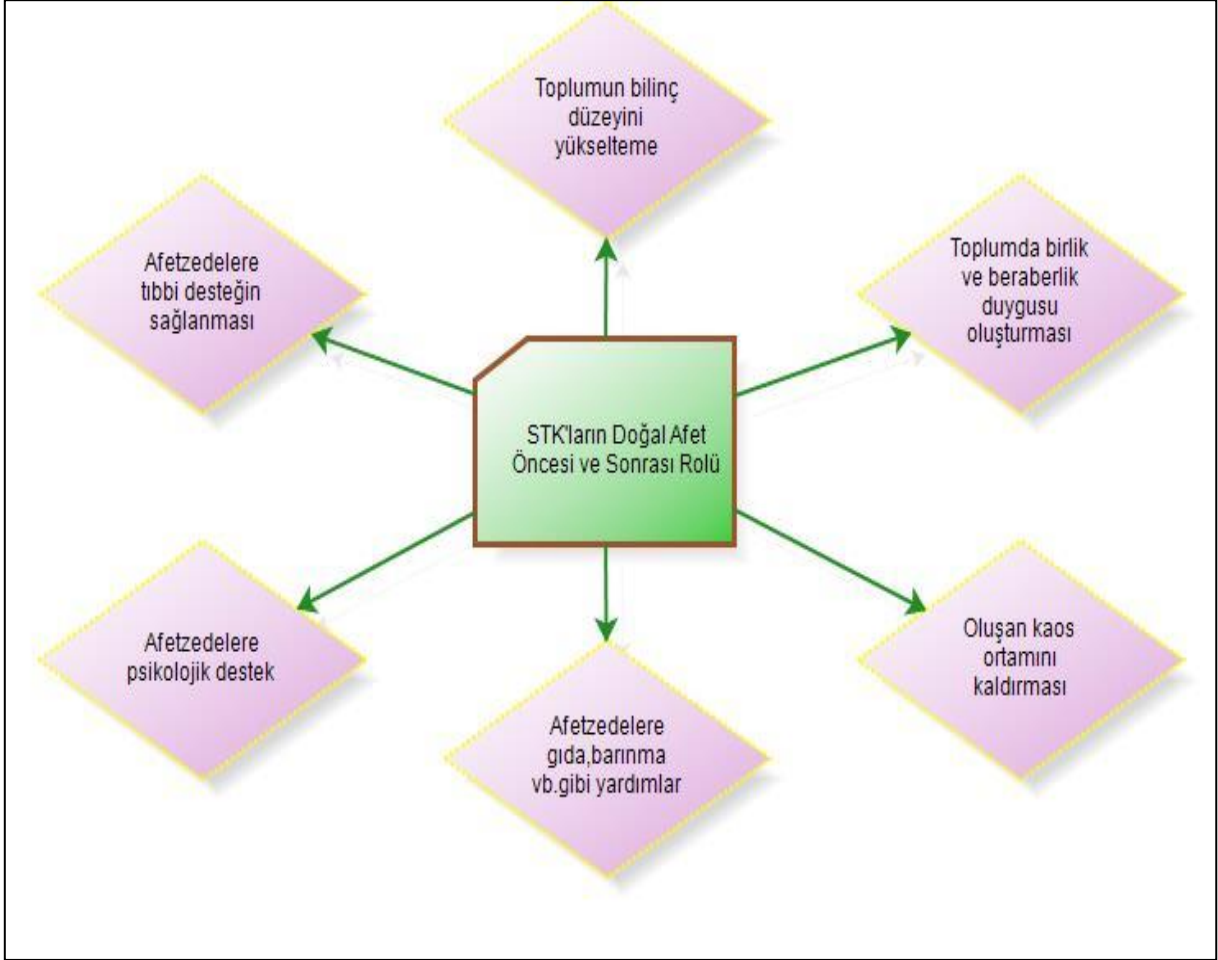 Toplumun bilinç
düzeyini
yükselteme
Afetzedelere
tıbbi desteğin
sağlanması
Toplumda birlik
ve beraberlik
duygusu
oluşturması
STK'ların Doğal Afet
Öncesi ve Sonrası Rolü
Afetzedelere
psikolojik destek
Oluşan kaos
ortamını
kaldırması
Afetzedelere
gıda,barınma
vb.gibi yardımlar